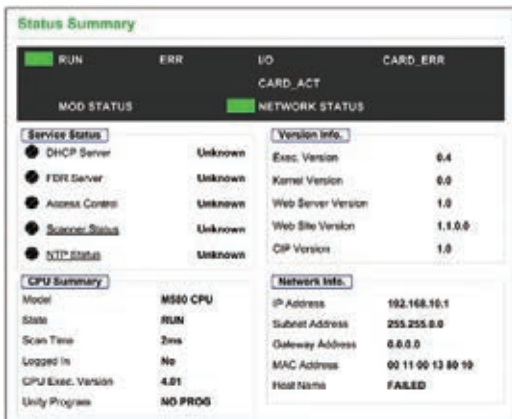 Status Summary
RUN ERR I/O CARD_ERR
CARD_ACT
MOD STATUS NETWORK STATUS
Service Status
DHCP Server Unknown
FDR Server Unknown
Access Control Unknown
Scanner Status Unknown
NTP Status Unknown
Version Info.
Exec. Version 0.4
Kernel Version 0.0
Web Server Version 1.0
Web Site Version 1.1.0.0
CIP Version 1.0
CPU Summary
Model M580 CPU
State RUN
Scan Time 2ms
Logged In No
CPU Exec. Version 4.01
Unity Program NO PROG
Network Info.
IP Address 192.168.10.1
Subnet Address 255.255.0.0
Gateway Address 0.0.0.0
MAC Address 00 11 00 13 80 10
Host Name FAILED